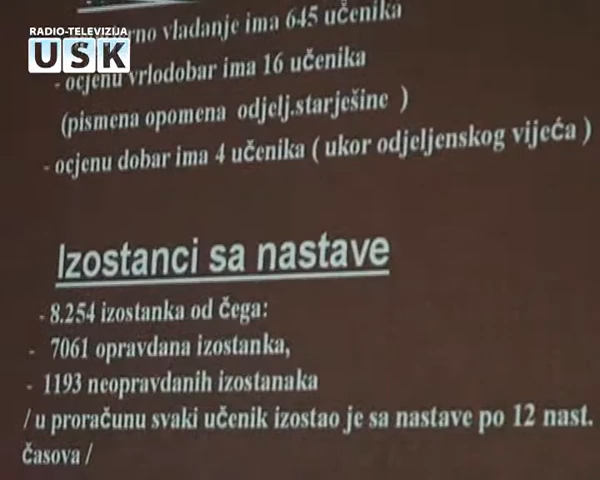 RADIO-TELEVIZIJA
USK
vladanje ima 645 učenika
- ocjenu vrlodobar ima 16 učenika
(pismena opomena odjelj.starješine )
- ocjenu dobar ima 4 učenika ( ukor odjeljenskog vijeća )
Izostanci sa nastave
- 8.254 izostanka od čega:
- 7061 opravdana izostanka,
- 1193 neopravdanih izostanaka
/ u proračunu svaki učenik izostao je sa nastave po 12 nast.
časova /